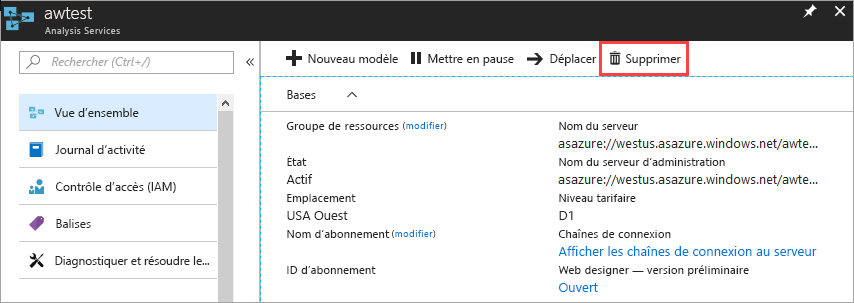 awtest
Analysis Services
Rechercher (Ctrl+/)
Vue d'ensemble
Journal d'activité
Contrôle d'accès (IAM)
Balises
Diagnostiquer et résoudre le...
Nouveau modèle
Mettre en pause
Déplacer
Supprimer
Bases
Groupe de ressources (modifier)
État
Actif
Emplacement
USA Ouest
Nom d'abonnement (modifier)
ID d'abonnement
Nom du serveur
asazure://westus.asazure.windows.net/awte...
Nom du serveur d'administration
asazure://westus.asazure.windows.net/awte...
Niveau tarifaire
D1
Chaînes de connexion
Afficher les chaînes de connexion au serveur
Web designer — version préliminaire
Ouvert